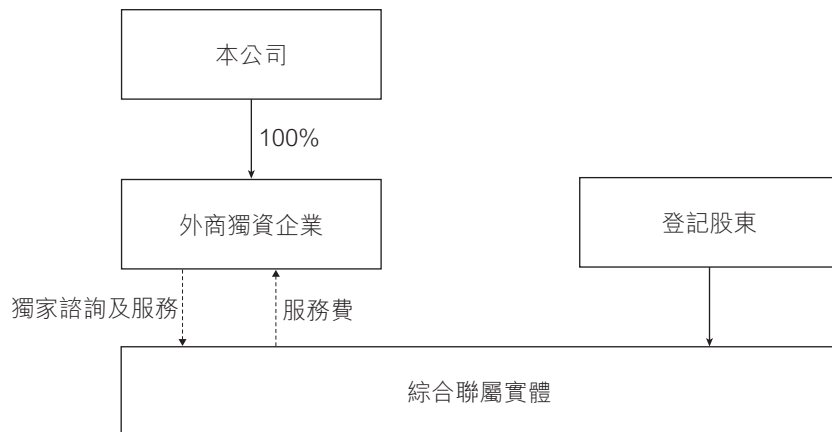 本公司
100%
外商獨資企業
登記股東
獨家諮詢及服務
服務費
綜合聯屬實體